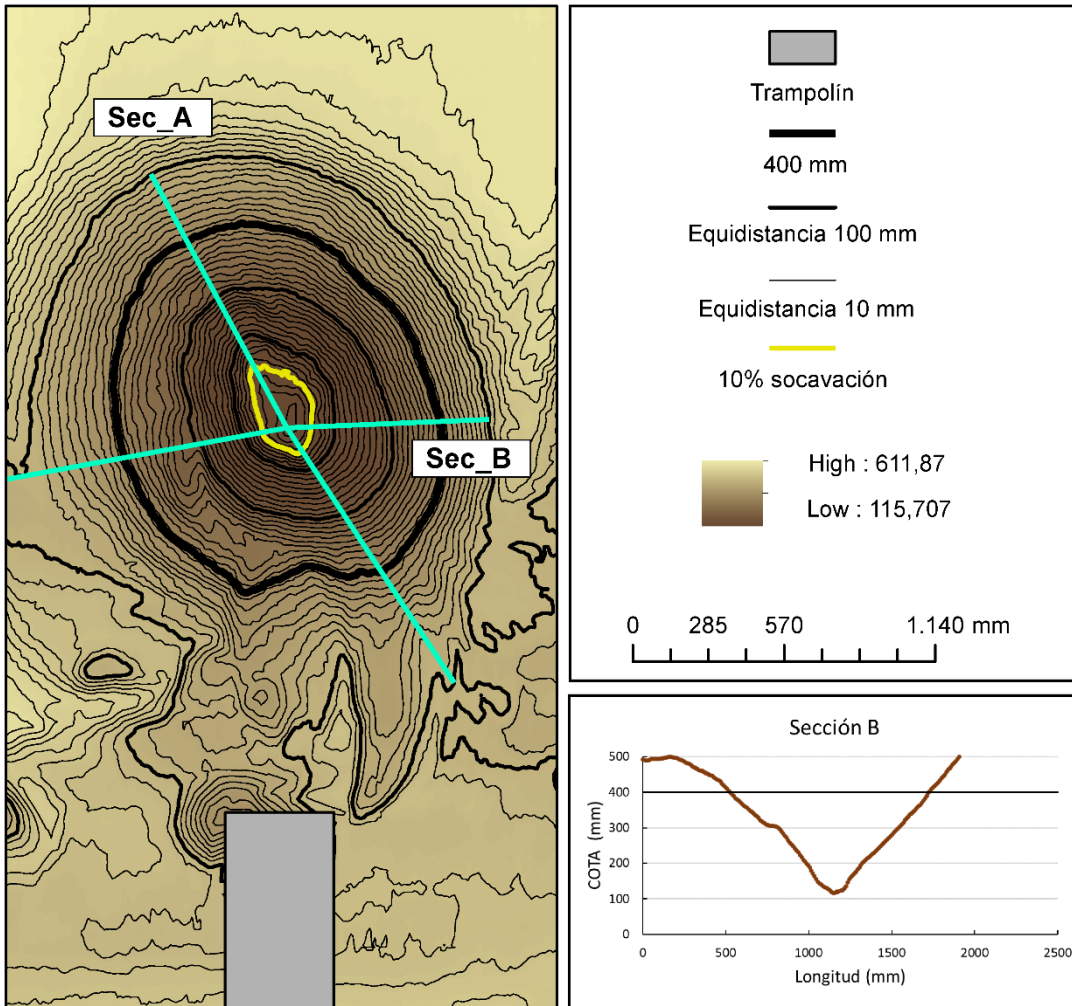 Sec_A
Sec_B
Trampolín
400 mm
Equidistancia 100 mm
Equidistancia 10 mm
10% socavación
High : 611,87
Low : 115,707
0 285 570 1.140 mm
Sección B
COTA (mm)
500
400
300
200
100
0
0 500 1000 1500 2000 2500
Longitud (mm)